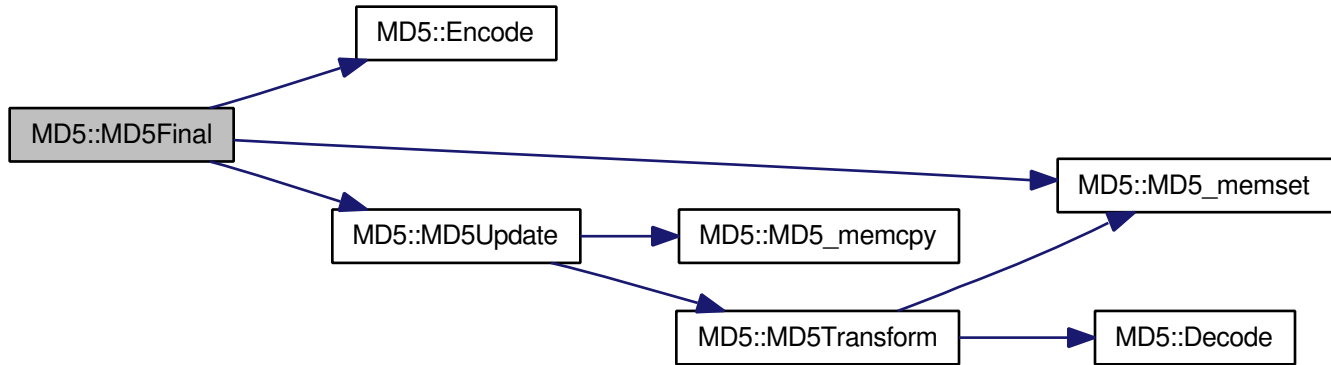 MD5::Encode
MD5::MD5Final
MD5::MD5_memset
MD5::MD5Update
MD5::MD5_memcpy
MD5::MD5Transform
MD5::Decode